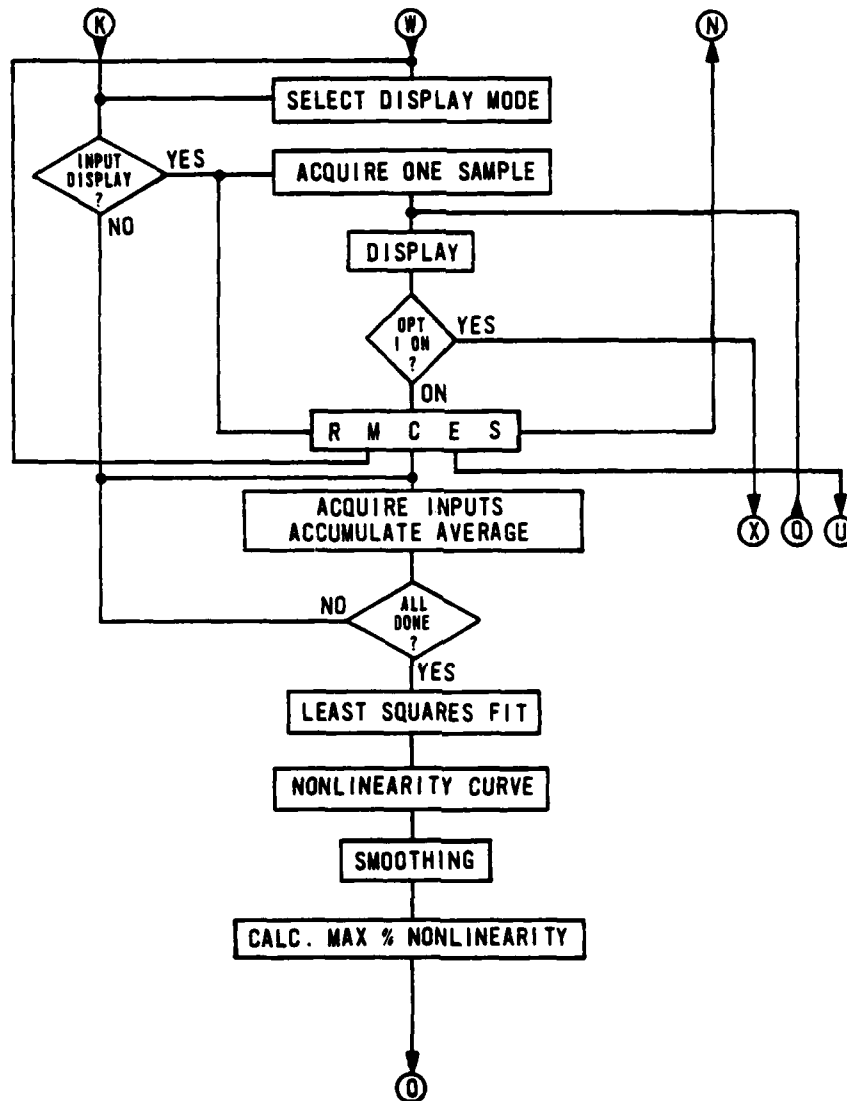 K W N
SELECT DISPLAY MODE
INPUT
DISPLAY
?
YES
NO
ACQUIRE ONE SAMPLE
DISPLAY
OPT
1 ON
?
YES
ON
R M C E S
X Q U
ACQUIRE INPUTS
ACCUMULATE AVERAGE
NO
ALL
DONE
?
YES
LEAST SQUARES FIT
NONLINEARITY CURVE
SMOOTHING
CALC. MAX % NONLINEARITY
O